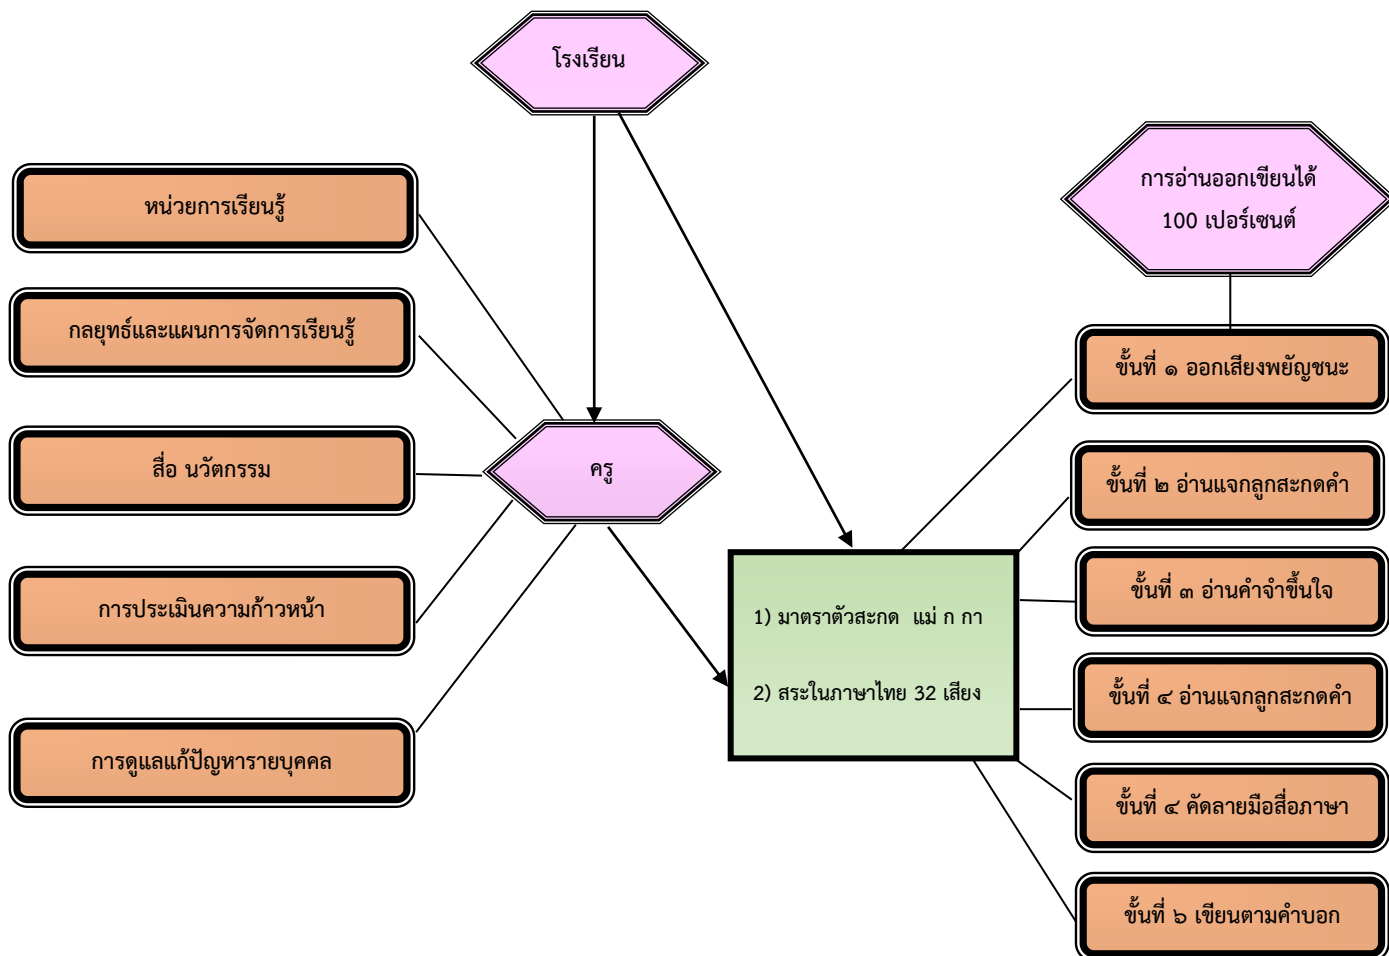 โรงเรียน
การอ่านออกเขียนได้
100 เปอร์เซนต์
หน่วยการเรียนรู้
กลยุทธ์และแผนการจัดการเรียนรู้
สื่อ นวัตกรรม
การประเมินความก้าวหน้า
การดูแลแก้ปัญหารายบุคคล
ครู
1) มาตราตัวสะกด แม่ ก กา
2) สระในภาษาไทย 32 เสียง
ขั้นที่ ๑ ออกเสียงพยัญชนะ
ขั้นที่ ๒ อ่านแจกลูกสะกดคำ
ขั้นที่ ๓ อ่านคำจำขึ้นใจ
ขั้นที่ ๔ อ่านแจกลูกสะกดคำ
ขั้นที่ ๔ คัดลายมือสื่อภาษา
ขั้นที่ ๖ เขียนตามคำบอก